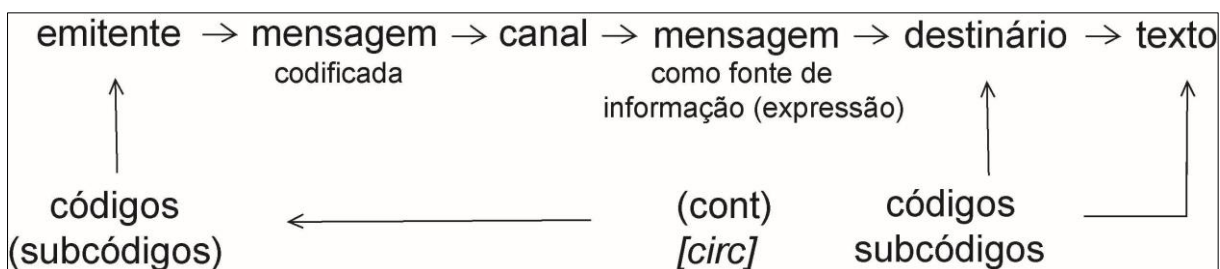 emitente → mensagem → canal → mensagem → destinário → texto
codificada
como fonte de
informação (expressão)
códigos
(subcódigos)
(cont)
[circ]
códigos
subcódigos